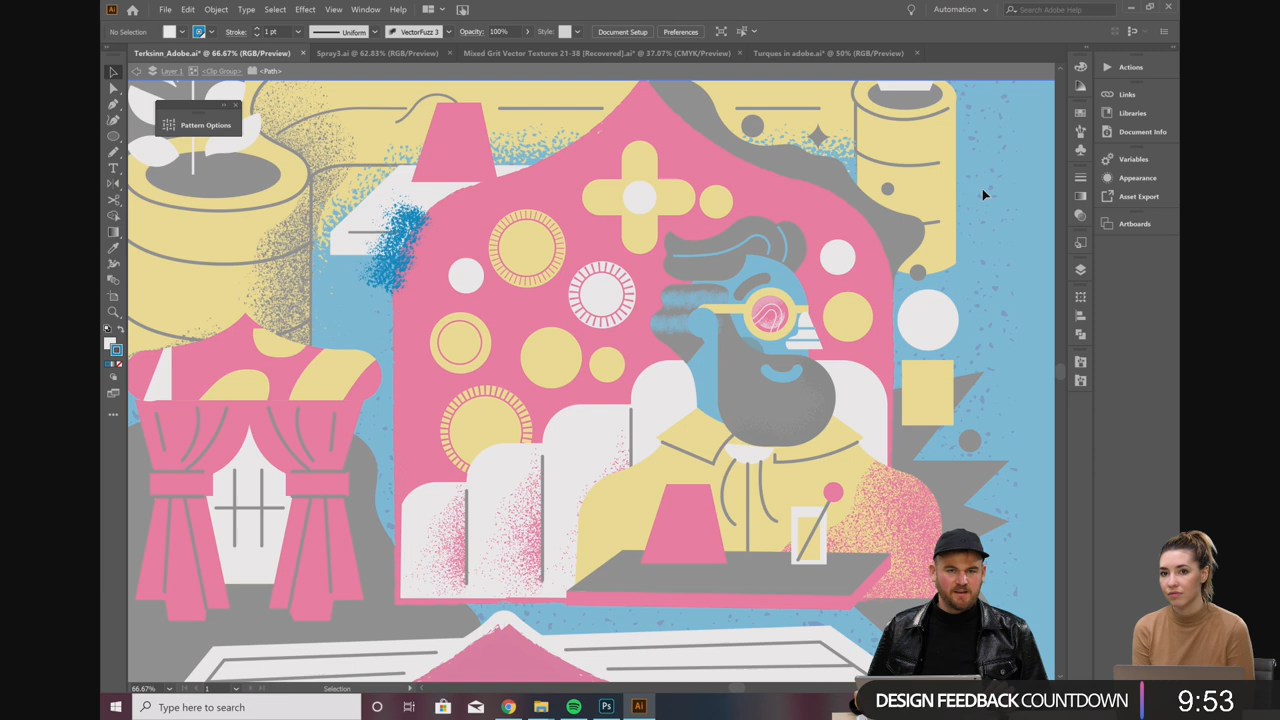 Ai File Edit Object Type Select Effect View Window Help Automation Search Adobe Help
No Selection Stroke: 1 pt Uniform VectorFuzz 3 Opacity: 100% Style: Document Setup Preferences
Terksinn_Adobe.ai* @ 66.67% (RGB/Preview) × Spray3.ai @ 62.83% (RGB/Preview) × Mixed Grit Vector Textures 21-38 [Recovered].ai* @ 37.07% (CMYK/Preview) × Turques in adobe.ai* @ 50% (RGB/Preview) ×
Layer 1 <Clip Group> <Path>
Pattern Options
Actions
Links
Libraries
Document Info
Variables
Appearance
Asset Export
Artboards
66.67% 1 Selection
Type here to search
Ps Ai
DESIGN FEEDBACK COUNTDOWN 9:53